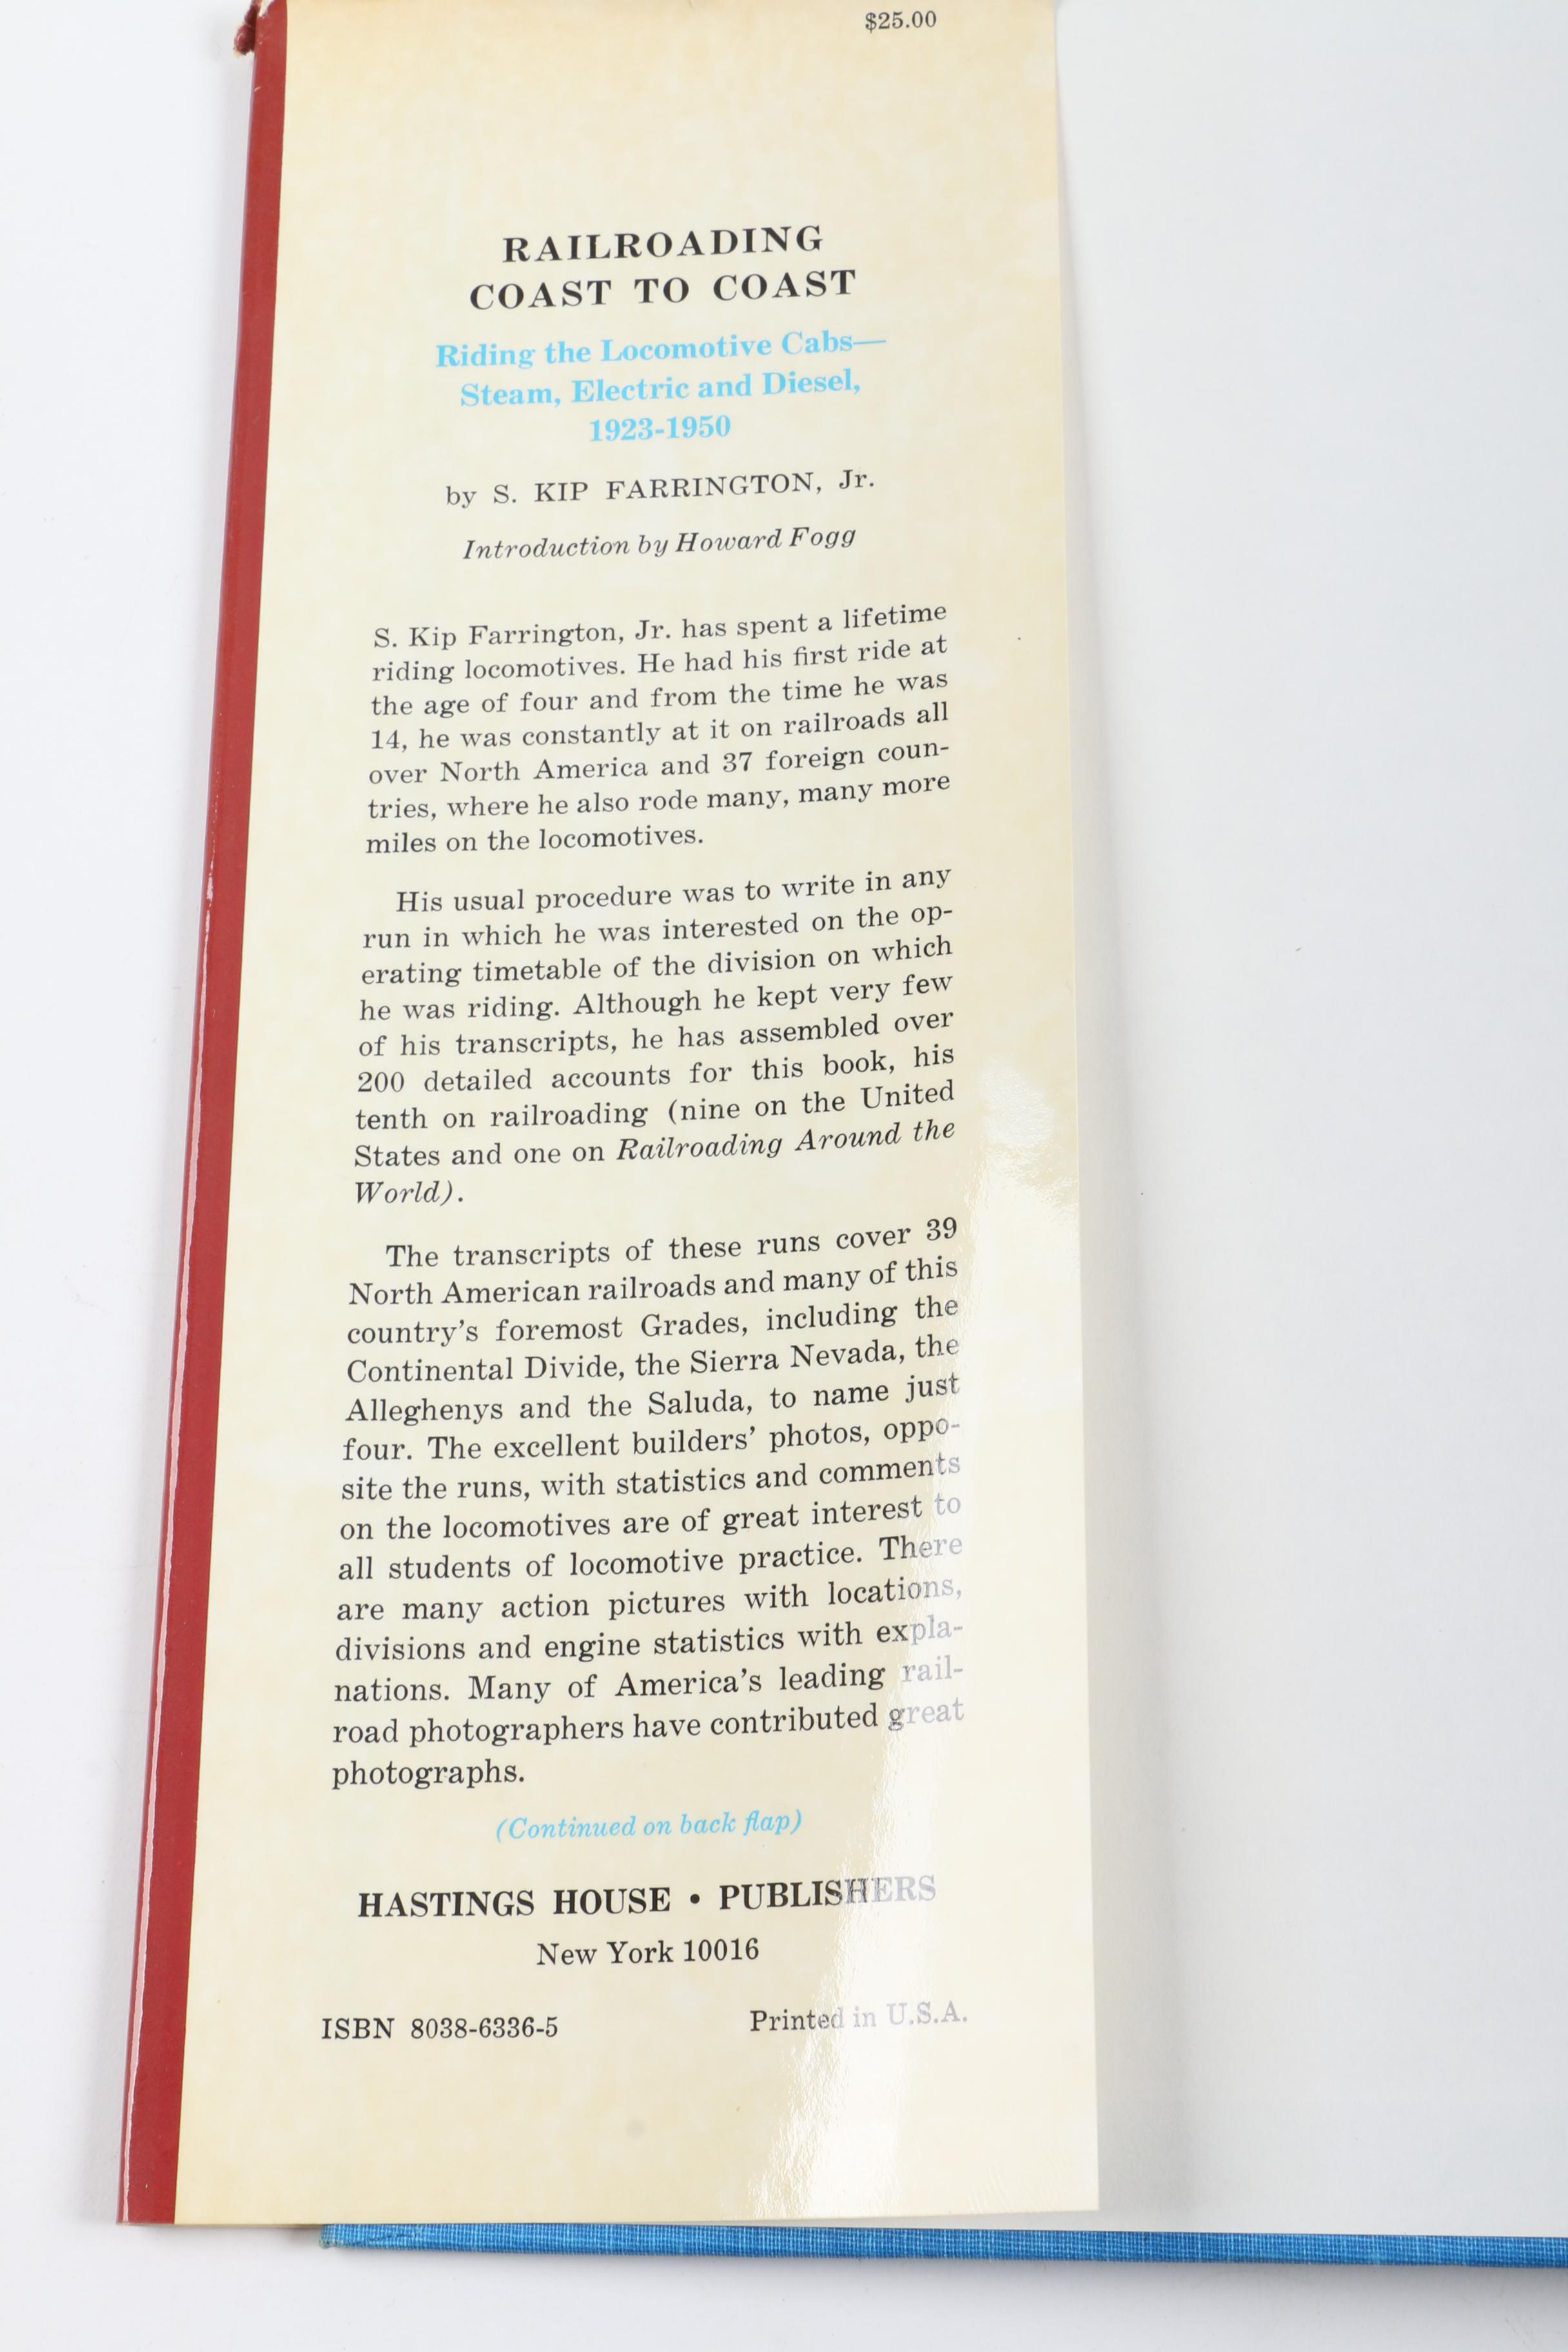 $25.00
RAILROADING
COAST TO COAST
Riding the Locomotive Cabs—
Steam, Electric and Diesel,
1923-1950
by S. KIP FARRINGTON, Jr.
Introduction by Howard Fogg
S. Kip Farrington, Jr. has spent a lifetime
riding locomotives. He had his first ride at
the age of four and from the time he was
14, he was constantly at it on railroads all
over North America and 37 foreign coun-
tries, where he also rode many, many more
miles on the locomotives.
His usual procedure was to write in any
run in which he was interested on the op-
erating timetable of the division on which
he was riding. Although he kept very few
of his transcripts, he has assembled over
200 detailed accounts for this book, his
tenth on railroading (nine on the United
States and one on Railroading Around the
World).
The transcripts of these runs cover 39
North American railroads and many of this
country's foremost Grades, including the
Continental Divide, the Sierra Nevada, the
Alleghenys and the Saluda, to name just
four. The excellent builders' photos, oppo-
site the runs, with statistics and comments
on the locomotives are of great interest to
all students of locomotive practice. There
are many action pictures with locations,
divisions and engine statistics with expla-
nations. Many of America's leading rail-
road photographers have contributed great
photographs.
(Continued on back flap)
HASTINGS HOUSE • PUBLISHERS
New York 10016
ISBN 8038-6336-5 Printed in U.S.A.